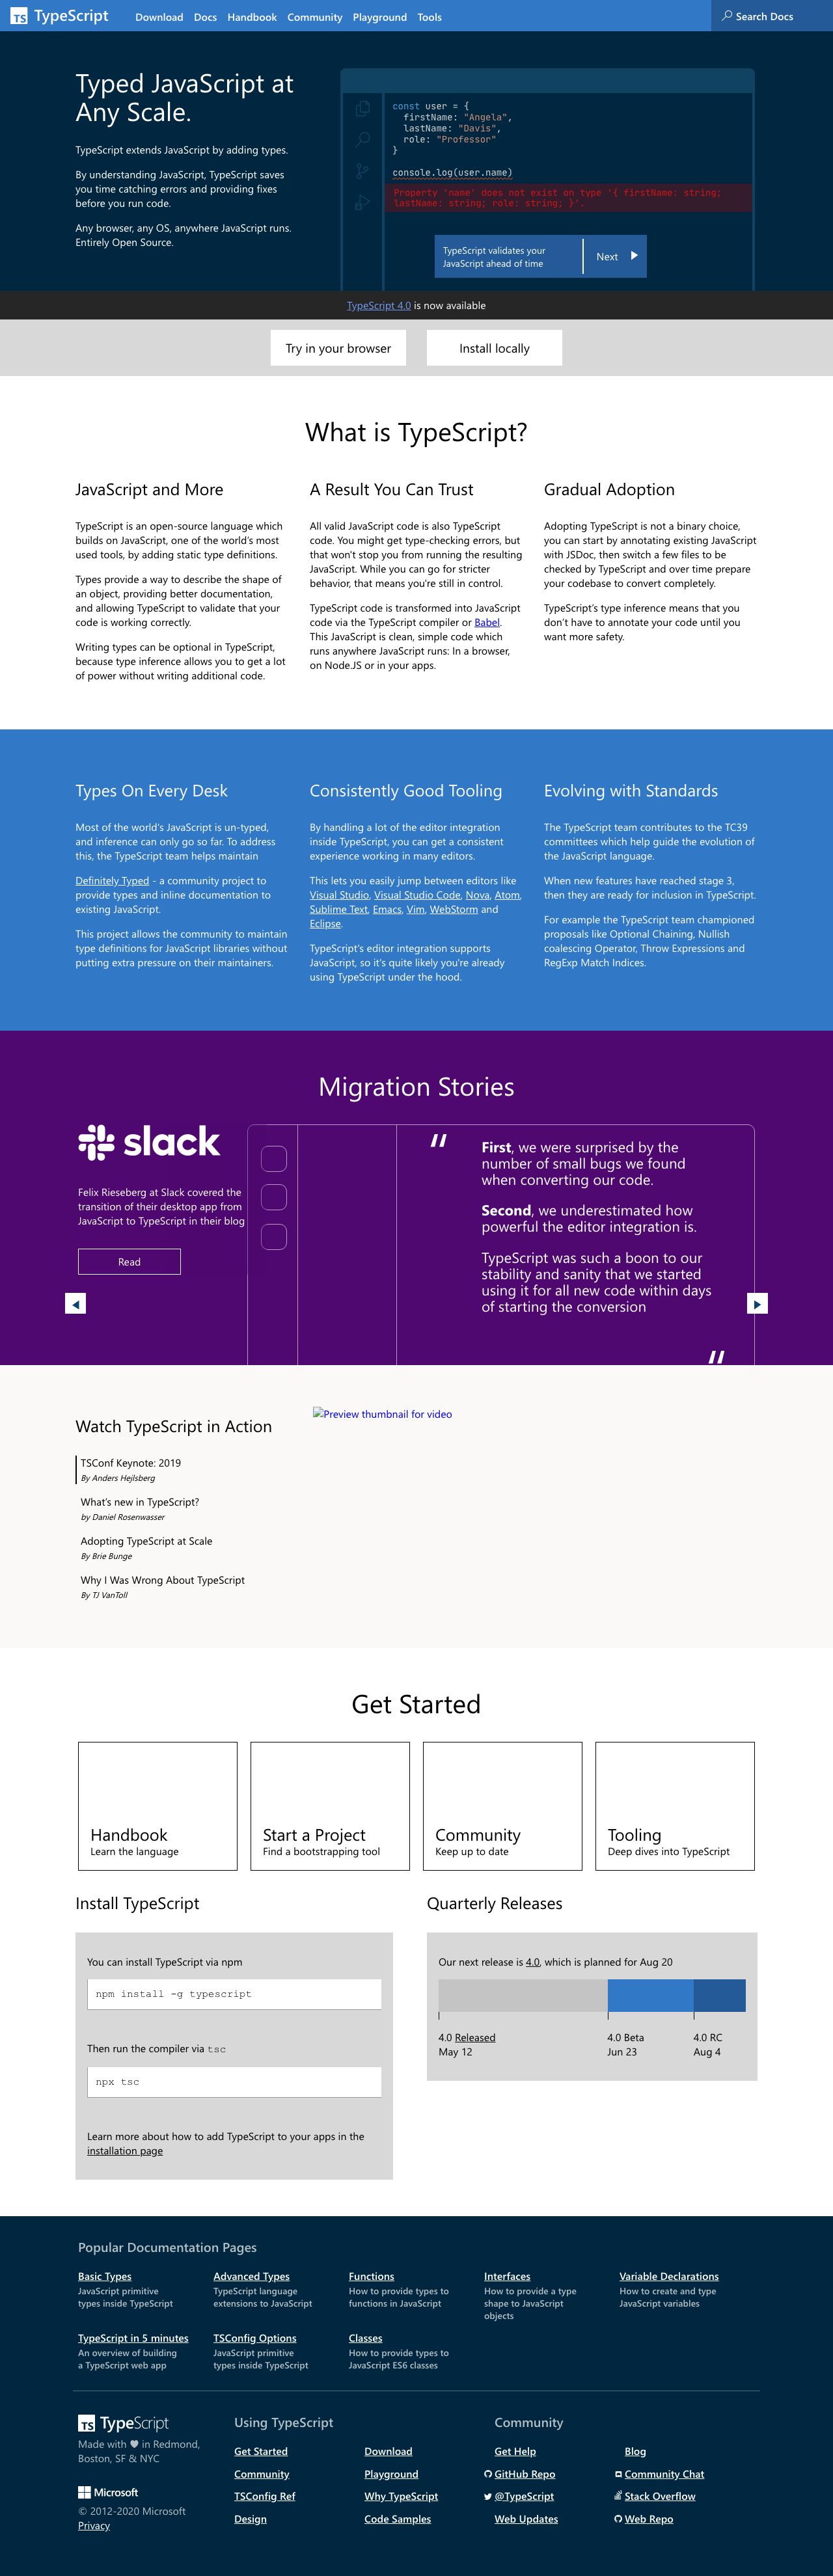 TS TypeScript
Download Docs Handbook Community Playground Tools
Search Docs
Typed JavaScript at
Any Scale.
TypeScript extends JavaScript by adding types.
By understanding JavaScript, TypeScript saves
you time catching errors and providing fixes
before you run code.
Any browser, any OS, anywhere JavaScript runs.
Entirely Open Source.
const user = {
firstName: "Angela",
lastName: "Davis",
role: "Professor"
}
console.log(user.name)
Property 'name' does not exist on type '{ firstName: string;
lastName: string; role: string; }'.
TypeScript validates your
JavaScript ahead of time
Next
TypeScript 4.0 is now available
Try in your browser
Install locally
What is TypeScript?
JavaScript and More
TypeScript is an open-source language which
builds on JavaScript, one of the world's most
used tools, by adding static type definitions.
Types provide a way to describe the shape of
an object, providing better documentation,
and allowing TypeScript to validate that your
code is working correctly.
Writing types can be optional in TypeScript,
because type inference allows you to get a lot
of power without writing additional code.
A Result You Can Trust
All valid JavaScript code is also TypeScript
code. You might get type-checking errors, but
that won't stop you from running the resulting
JavaScript. While you can go for stricter
behavior, that means you're still in control.
TypeScript code is transformed into JavaScript
code via the TypeScript compiler or Babel.
This JavaScript is clean, simple code which
runs anywhere JavaScript runs: In a browser,
on Node.JS or in your apps.
Gradual Adoption
Adopting TypeScript is not a binary choice,
you can start by annotating existing JavaScript
with JSDoc, then switch a few files to be
checked by TypeScript and over time prepare
your codebase to convert completely.
TypeScript's type inference means that you
don't have to annotate your code until you
want more safety.
Types On Every Desk
Most of the world's JavaScript is un-typed,
and inference can only go so far. To address
this, the TypeScript team helps maintain
Definitely Typed - a community project to
provide types and inline documentation to
existing JavaScript.
This project allows the community to maintain
type definitions for JavaScript libraries without
putting extra pressure on their maintainers.
Consistently Good Tooling
By handling a lot of the editor integration
inside TypeScript, you can get a consistent
experience working in many editors.
This lets you easily jump between editors like
Visual Studio, Visual Studio Code, Nova, Atom,
Sublime Text, Emacs, Vim, WebStorm and
Eclipse.
TypeScript's editor integration supports
JavaScript, so it's quite likely you're already
using TypeScript under the hood.
Evolving with Standards
The TypeScript team contributes to the TC39
committees which help guide the evolution of
the JavaScript language.
When new features have reached stage 3,
then they are ready for inclusion in TypeScript.
For example the TypeScript team championed
proposals like Optional Chaining, Nullish
coalescing Operator, Throw Expressions and
RegExp Match Indices.
Migration Stories
slack
Felix Rieseberg at Slack covered the
transition of their desktop app from
JavaScript to TypeScript in their blog
Read
"
First, we were surprised by the
number of small bugs we found
when converting our code.
Second, we underestimated how
powerful the editor integration is.
TypeScript was such a boon to our
stability and sanity that we started
using it for all new code within days
of starting the conversion
"
Watch TypeScript in Action
TSConf Keynote: 2019
By Anders Hejlsberg
What's new in TypeScript?
by Daniel Rosenwasser
Adopting TypeScript at Scale
By Brie Bunge
Why I Was Wrong About TypeScript
By TJ VanToll
Preview thumbnail for video
Get Started
Handbook
Learn the language
Start a Project
Find a bootstrapping tool
Community
Keep up to date
Tooling
Deep dives into TypeScript
Install TypeScript
You can install TypeScript via npm
npm install -g typescript
Then run the compiler via tsc
npx tsc
Learn more about how to add TypeScript to your apps in the
installation page
Quarterly Releases
Our next release is 4.0, which is planned for Aug 20
4.0 Released
May 12
4.0 Beta
Jun 23
4.0 RC
Aug 4
Popular Documentation Pages
Basic Types
JavaScript primitive
types inside TypeScript
Advanced Types
TypeScript language
extensions to JavaScript
Functions
How to provide types to
functions in JavaScript
Interfaces
How to provide a type
shape to JavaScript
objects
Variable Declarations
How to create and type
JavaScript variables
TypeScript in 5 minutes
An overview of building
a TypeScript web app
TSConfig Options
JavaScript primitive
types inside TypeScript
Classes
How to provide types to
JavaScript ES6 classes
TS TypeScript
Made with ♥ in Redmond,
Boston, SF & NYC
Microsoft
© 2012-2020 Microsoft
Privacy
Using TypeScript
Get Started
Community
TSConfig Ref
Design
Download
Playground
Why TypeScript
Code Samples
Community
Get Help
GitHub Repo
@TypeScript
Web Updates
Blog
Community Chat
Stack Overflow
Web Repo